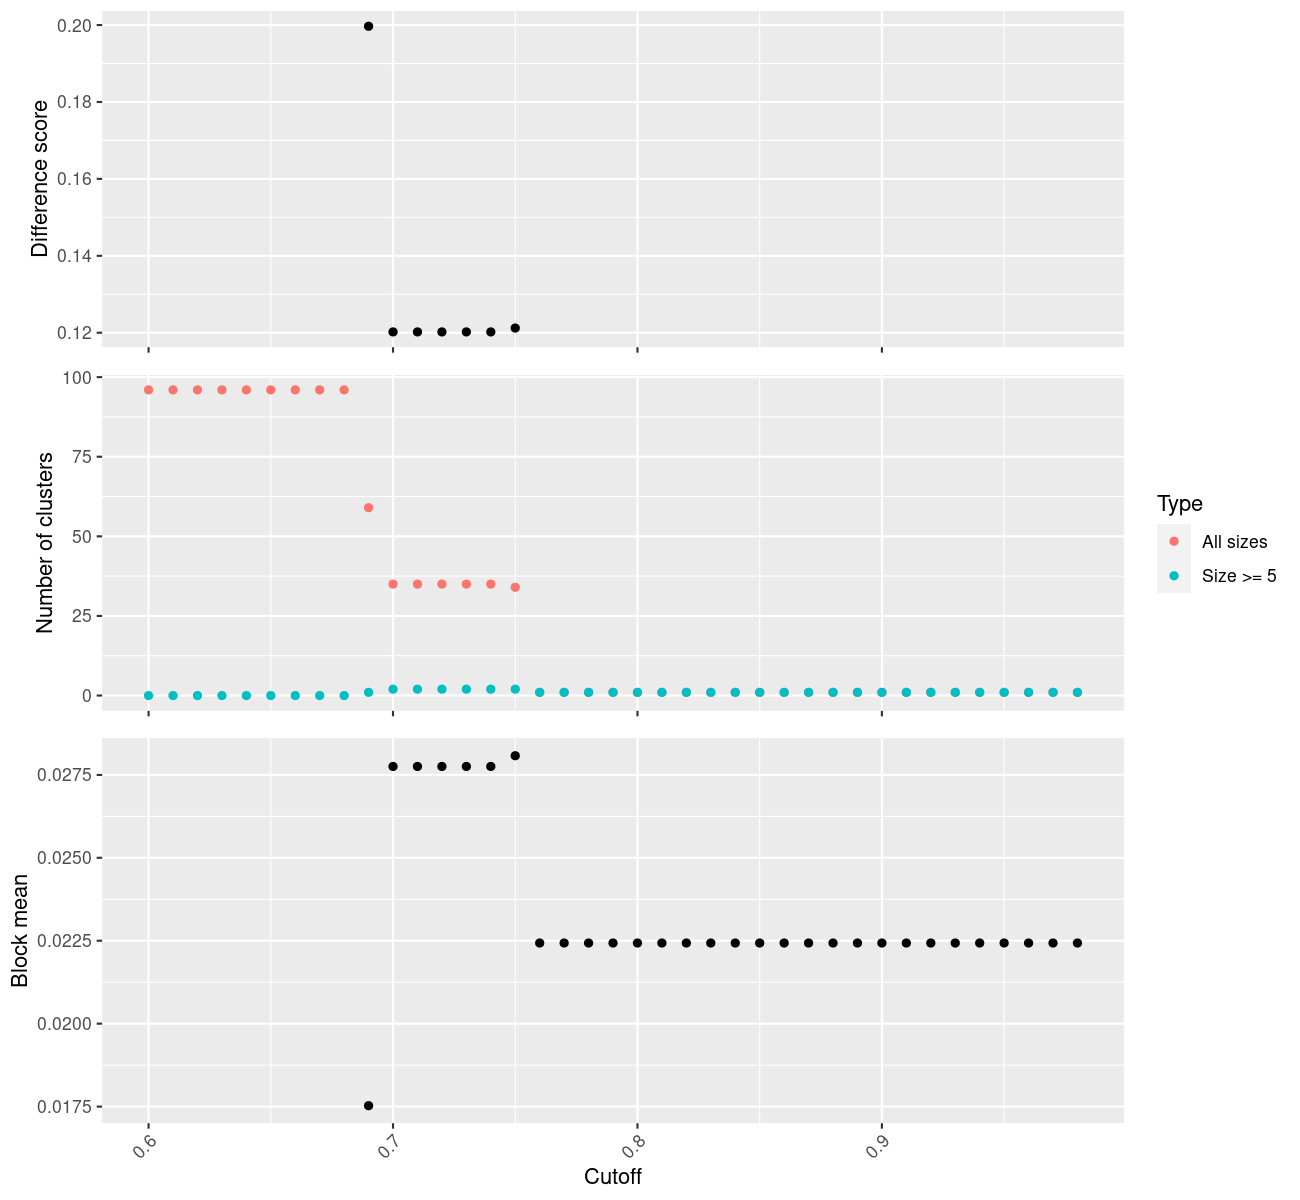 0.20
0.18
0.16
0.14
0.12
Difference score
100
75
50
25
0
Number of clusters
Type
All sizes
Size >= 5
0.0275
0.0250
0.0225
0.0200
0.0175
Block mean
0.6
0.7
0.8
0.9
Cutoff